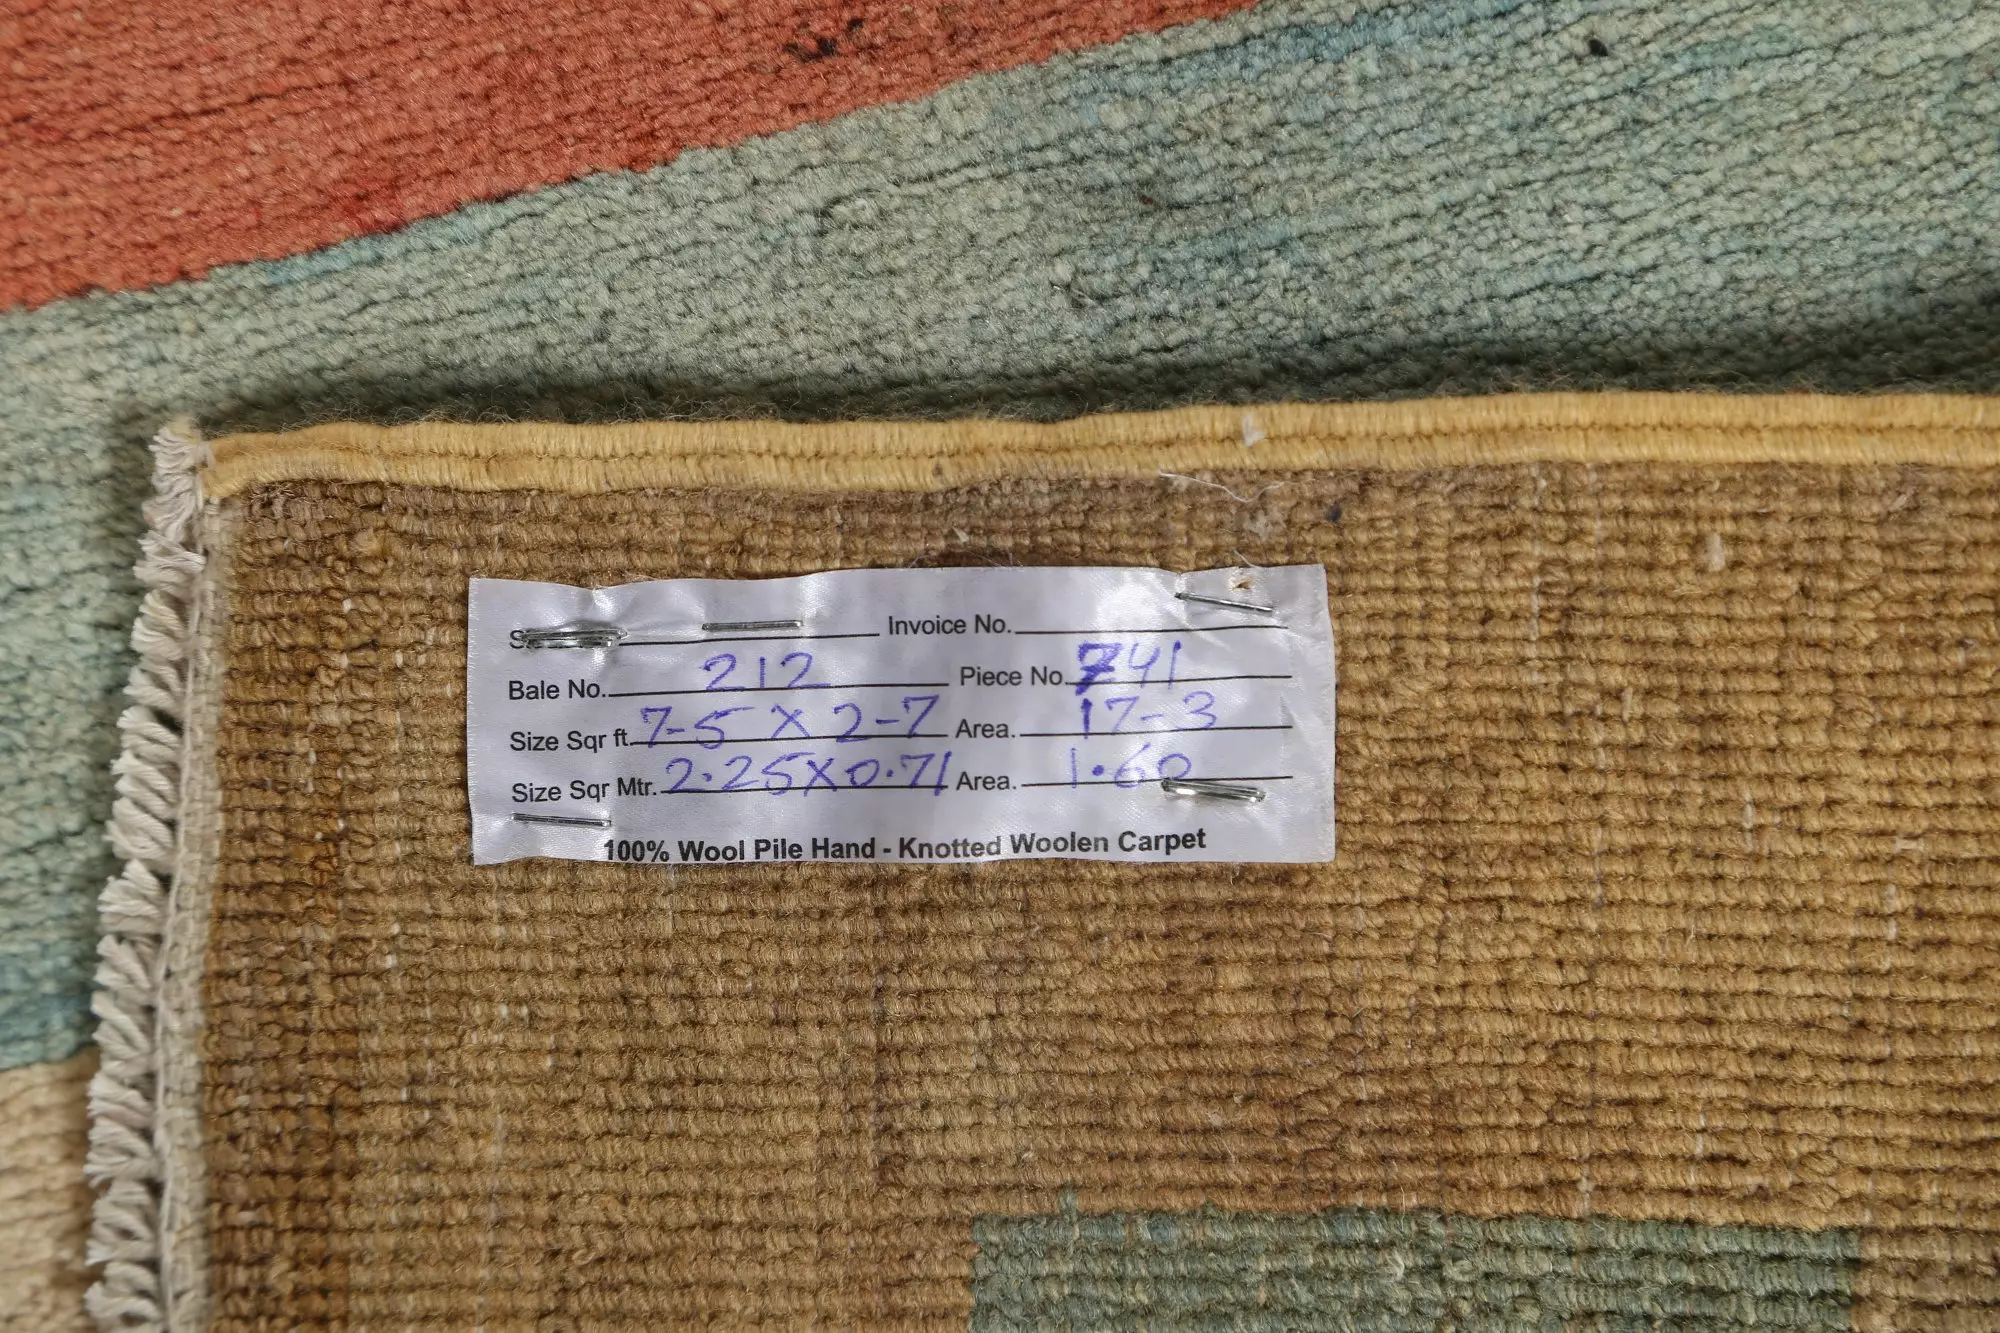 Invoice No.
Bale No. 212 Piece No. 741
Size Sqr ft. 7-5 X 2-7 Area. 17-3
Size Sqr Mtr. 2.25X0.71 Area. 1.60
100% Wool Pile Hand - Knotted Woolen Carpet